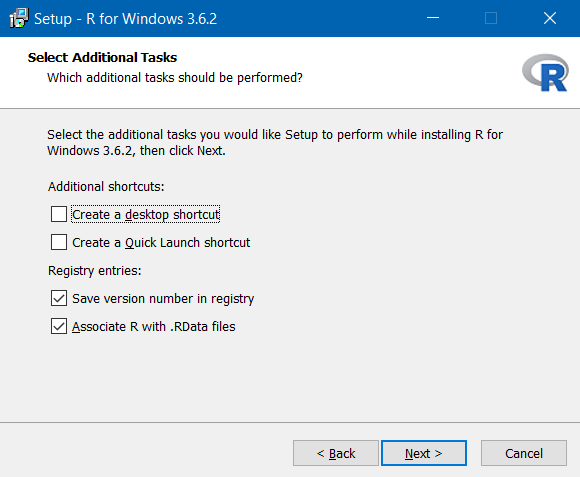 Setup - R for Windows 3.6.2
Select Additional Tasks
Which additional tasks should be performed?
R
Select the additional tasks you would like Setup to perform while installing R for
Windows 3.6.2, then click Next.
Additional shortcuts:
Create a desktop shortcut
Create a Quick Launch shortcut
Registry entries:
Save version number in registry
Associate R with .RData files
< Back
Next >
Cancel